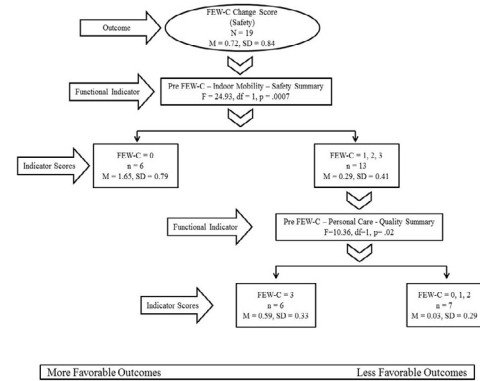 FEW-C Change Score
(Safety)
N = 19
M = 0.72, SD = 0.84
Outcome
Functional Indicator
Pre FEW-C – Indoor Mobility – Safety Summary
F = 24.93, df = 1, p = .0007
Indicator Scores
FEW-C = 0
n = 6
M = 1.65, SD = 0.79
FEW-C = 1, 2, 3
n = 13
M = 0.29, SD = 0.41
Functional Indicator
Pre FEW-C – Personal Care - Quality Summary
F=10.36, df=1, p= .02
Indicator Scores
FEW-C = 3
n = 6
M = 0.59, SD = 0.33
FEW-C = 0, 1, 2
n = 7
M = 0.03, SD = 0.29
More Favorable Outcomes
Less Favorable Outcomes